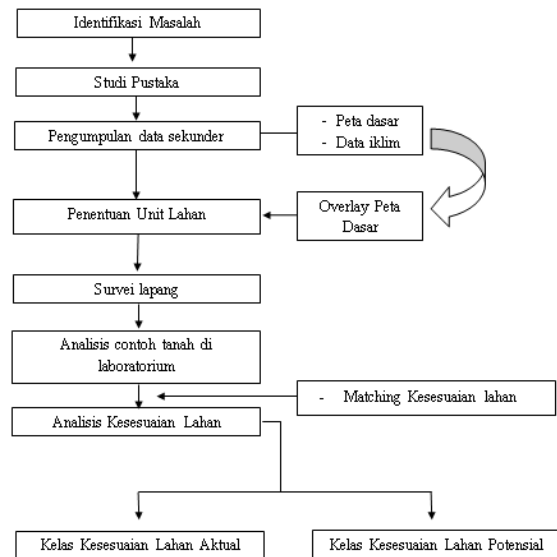 Identifikasi Masalah
Studi Pustaka
Pengumpulan data sekunder
- Peta dasar
- Data iklim
Penentuan Unit Lahan
Overlay Peta
Dasar
Survei lapang
Analisis contoh tanah di
laboratorium
- Matching Kesesuaian lahan
Analisis Kesesuaian Lahan
Kelas Kesesuaian Lahan Aktual
Kelas Kesesuaian Lahan Potensial